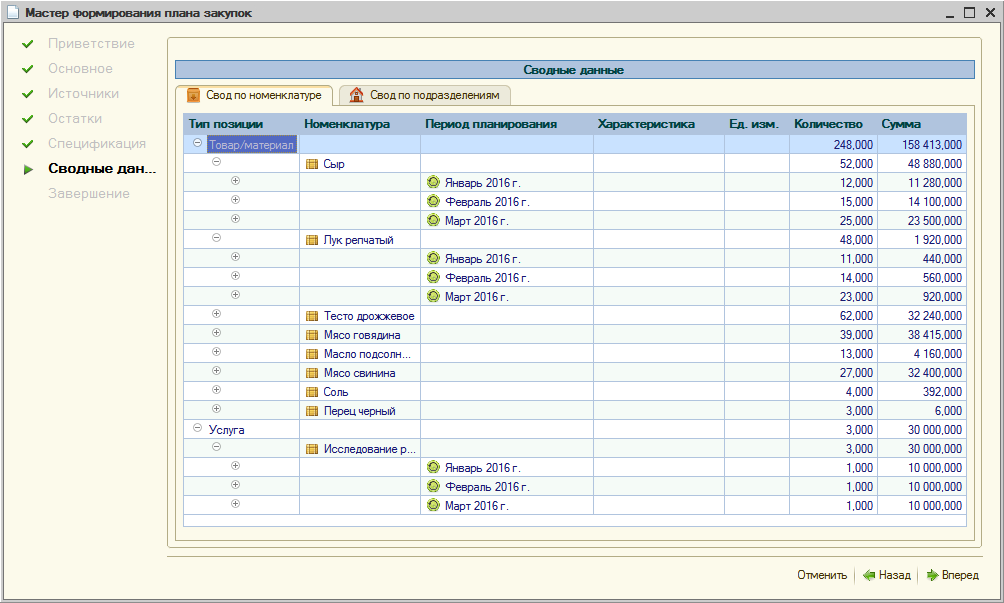 Мастер формирования плана закупок
Приветствие
Основное
Источники
Остатки
Спецификация
Сводные дан...
Завершение
Сводные данные
Свод по номенклатуре Свод по подразделениям
Тип позиции Номенклатура Период планирования Характеристика Ед. изм. Количество Сумма
Товар/материал 248,000 158 413,000
Сыр 52,000 48 880,000
Январь 2016 г. 12,000 11 280,000
Февраль 2016 г. 15,000 14 100,000
Март 2016 г. 25,000 23 500,000
Лук репчатый 48,000 1 920,000
Январь 2016 г. 11,000 440,000
Февраль 2016 г. 14,000 560,000
Март 2016 г. 23,000 920,000
Тесто дрожжевое 62,000 32 240,000
Мясо говядина 39,000 38 415,000
Масло подсолн... 13,000 4 160,000
Мясо свинина 27,000 32 400,000
Соль 4,000 392,000
Перец черный 3,000 6,000
Услуга 3,000 30 000,000
Исследование р... 3,000 30 000,000
Январь 2016 г. 1,000 10 000,000
Февраль 2016 г. 1,000 10 000,000
Март 2016 г. 1,000 10 000,000
Отменить Назад Вперед